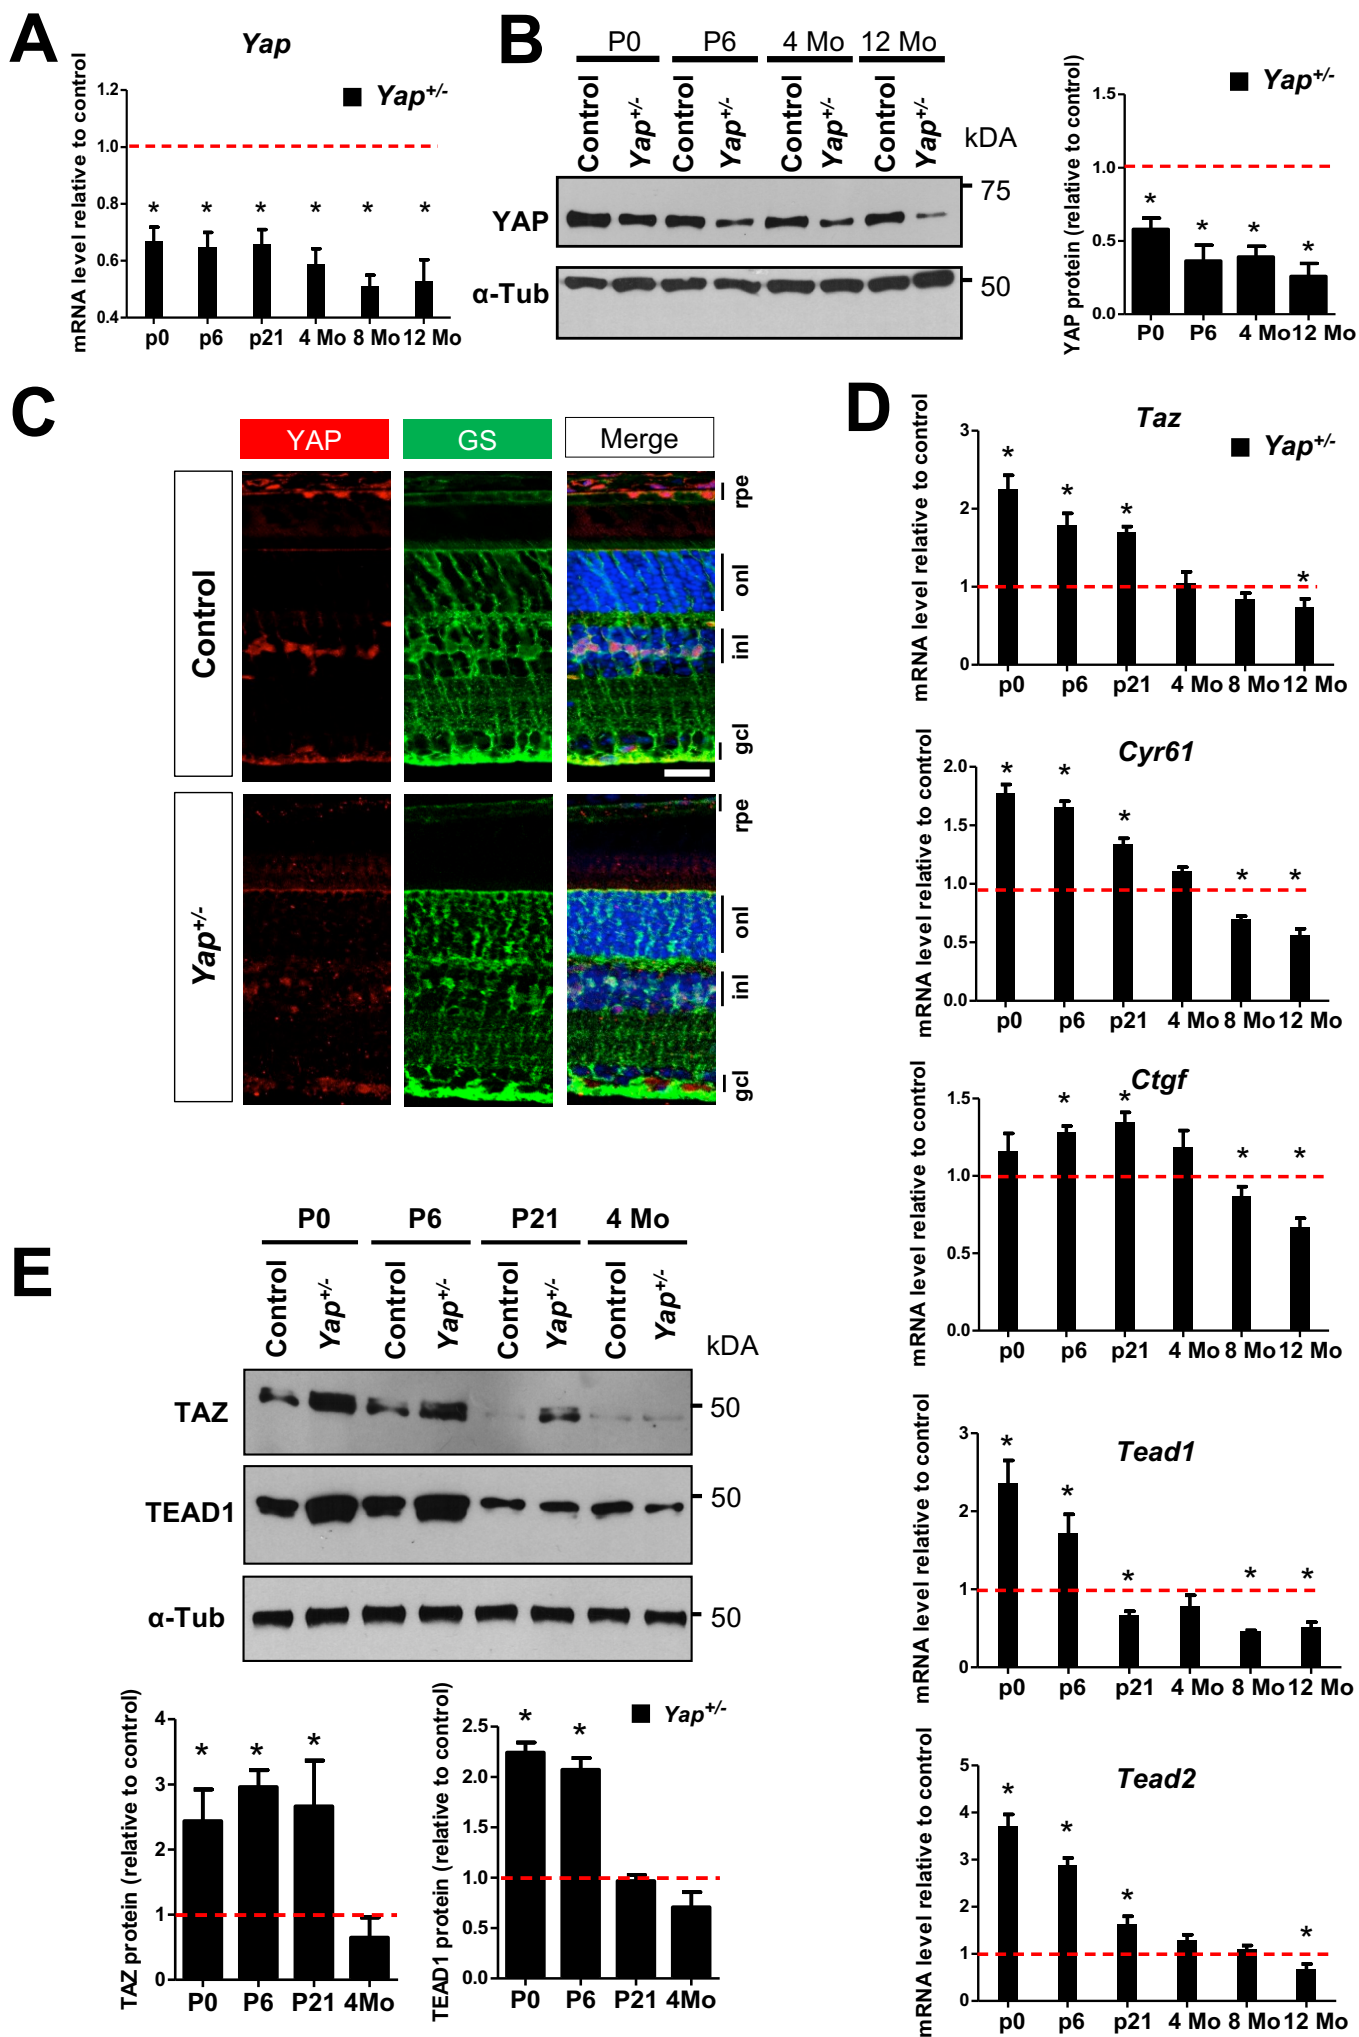 A
Yap
mRNA level relative to control
Yap+/-
1.2
1.0
0.8
0.6
0.4
* * * * * *
p0 p6 p21 4 Mo 8 Mo 12 Mo
B
P0 P6 4 Mo 12 Mo
Control Yap+/- Control Yap+/- Control Yap+/- Control Yap+/-
kDA
YAP
75
α-Tub
50
YAP protein (relative to control)
Yap+/-
1.5
1.0
0.5
0.0
* * * *
P0 P6 4 Mo 12 Mo
C
YAP GS Merge
Control
rpe
onl
inl
gcl
Yap+/-
rpe
onl
inl
gcl
D
Taz
Yap+/-
mRNA level relative to control
3
2
1
0
* * * *
p0 p6 p21 4 Mo 8 Mo 12 Mo
Cyr61
mRNA level relative to control
2.0
1.5
1.0
0.5
0.0
* * * * *
p0 p6 p21 4 Mo 8 Mo 12 Mo
Ctgf
mRNA level relative to control
1.5
1.0
0.5
0.0
* * * *
p0 p6 p21 4 Mo 8 Mo 12 Mo
Tead1
mRNA level relative to control
3
2
1
0
* * * * *
p0 p6 p21 4 Mo 8 Mo 12 Mo
Tead2
mRNA level relative to control
5
4
3
2
1
0
* * * *
p0 p6 p21 4 Mo 8 Mo 12 Mo
E
P0 P6 P21 4 Mo
Control Yap+/- Control Yap+/- Control Yap+/- Control Yap+/-
kDA
TAZ
50
TEAD1
50
α-Tub
50
TAZ protein (relative to control)
4
3
2
1
0
* * *
P0 P6 P21 4Mo
TEAD1 protein (relative to control)
Yap+/-
2.5
2.0
1.5
1.0
0.5
0.0
* *
P0 P6 P21 4Mo